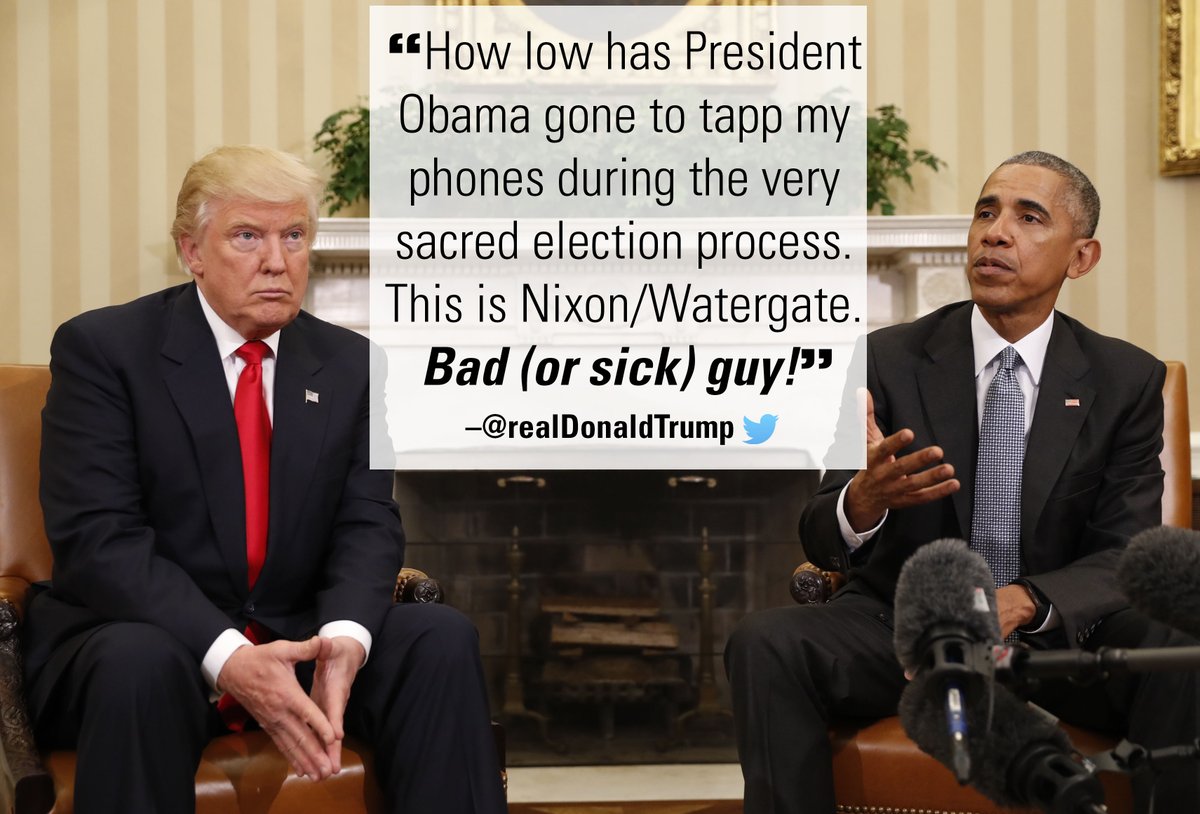 “How low has President
Obama gone to tapp my
phones during the very
sacred election process.
This is Nixon/Watergate.
Bad (or sick) guy!”
–@realDonaldTrump